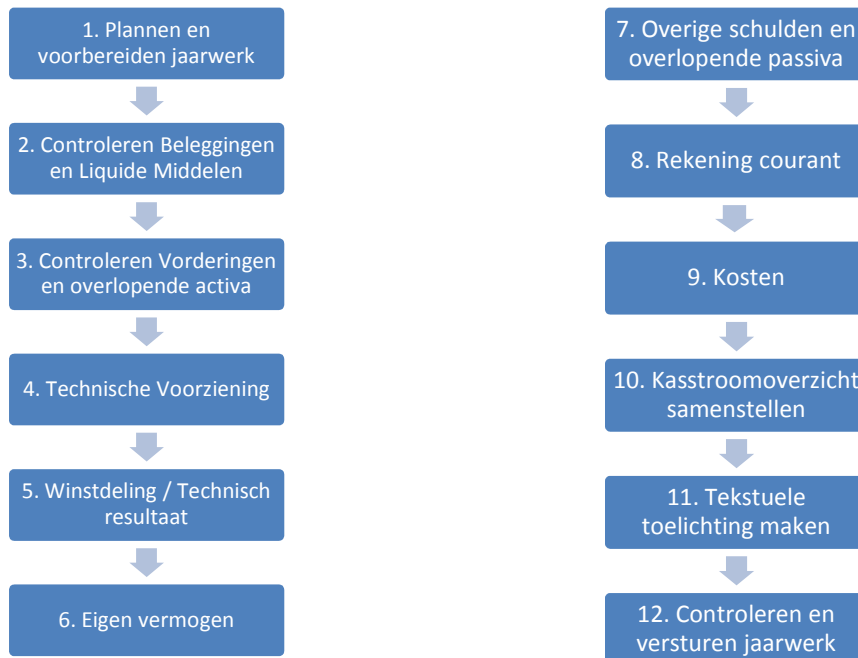 1. Plannen en
voorbereiden jaarwerk
2. Controleren Beleggingen
en Liquide Middelen
3. Controleren Vorderingen
en overlopende activa
4. Technische Voorziening
5. Winstdeling / Technisch
resultaat
6. Eigen vermogen
7. Overige schulden en
overlopende passiva
8. Rekening courant
9. Kosten
10. Kasstroomoverzicht
samenstellen
11. Tekstuele
toelichting maken
12. Controleren en
versturen jaarwerk